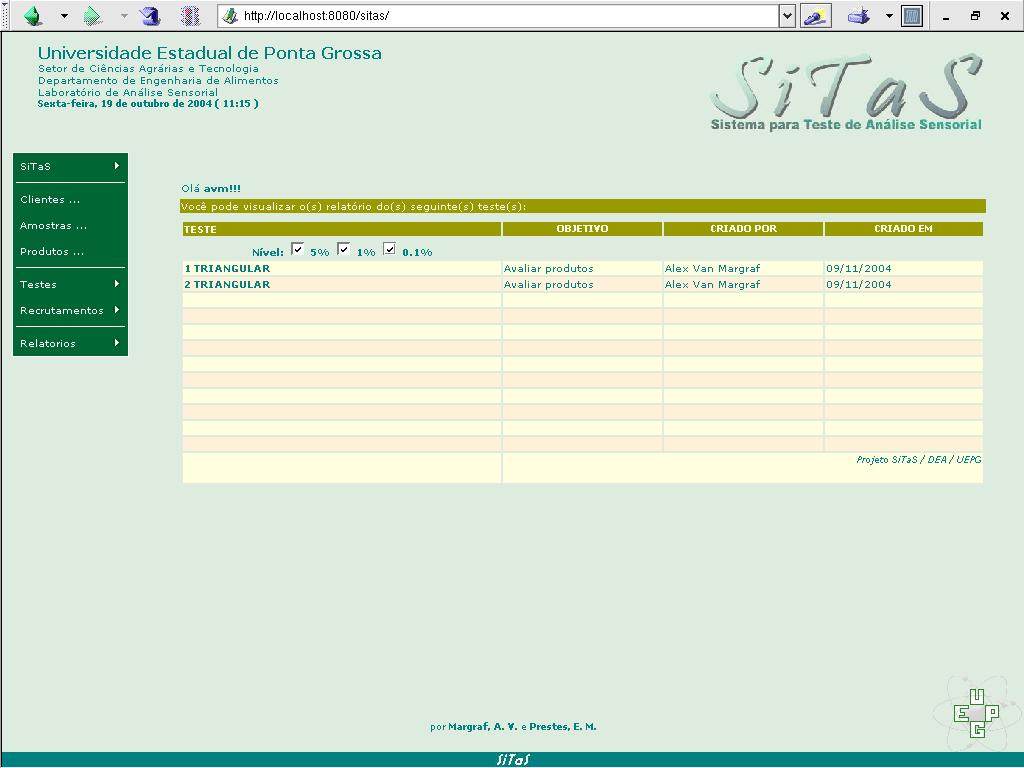 http://localhost:8080/sitas/
Universidade Estadual de Ponta Grossa
Setor de Ciências Agrárias e Tecnologia
Departamento de Engenharia de Alimentos
Laboratório de Análise Sensorial
Sexta-feira, 19 de outubro de 2004 ( 11:15 )
SiTaS
Sistema para Teste de Análise Sensorial
SiTaS
Clientes ...
Amostras ...
Produtos ...
Testes
Recrutamentos
Relatorios
Olá avm!!!
Você pode visualizar o(s) relatório do(s) seguinte(s) teste(s):
TESTE OBJETIVO CRIADO POR CRIADO EM
Nível: 5% 1% 0.1%
1 TRIANGULAR Avaliar produtos Alex Van Margraf 09/11/2004
2 TRIANGULAR Avaliar produtos Alex Van Margraf 09/11/2004
Projeto SiTaS / DEA / UEPG
por Margraf, A. V. e Prestes, E. M.
UEPG
SiTaS